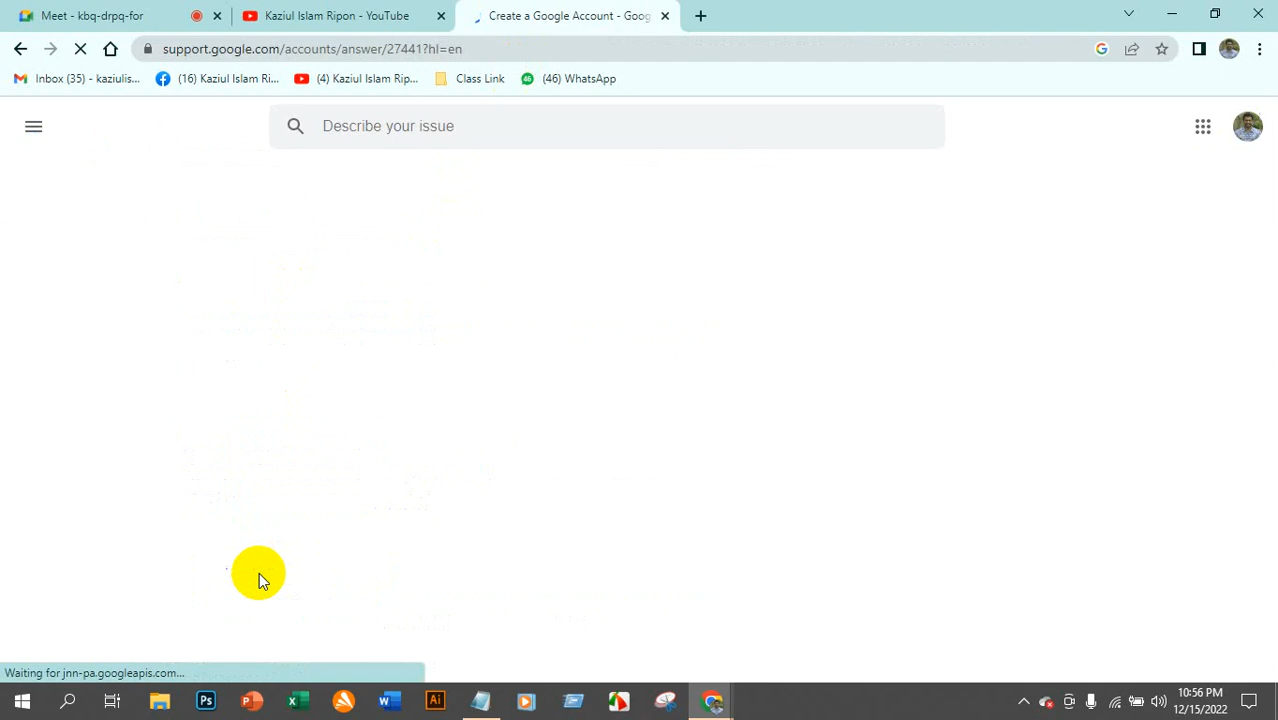 Meet - kbq-drpq-for
Kaziul Islam Ripon - YouTube
Create a Google Account - Goog
support.google.com/accounts/answer/27441?hl=en
Inbox (35) - kaziulis...
(16) Kaziul Islam Ri...
(4) Kaziul Islam Rip...
Class Link
(46) WhatsApp
Describe your issue
Waiting for jnn-pa.googleapis.com...
10:56 PM
12/15/2022